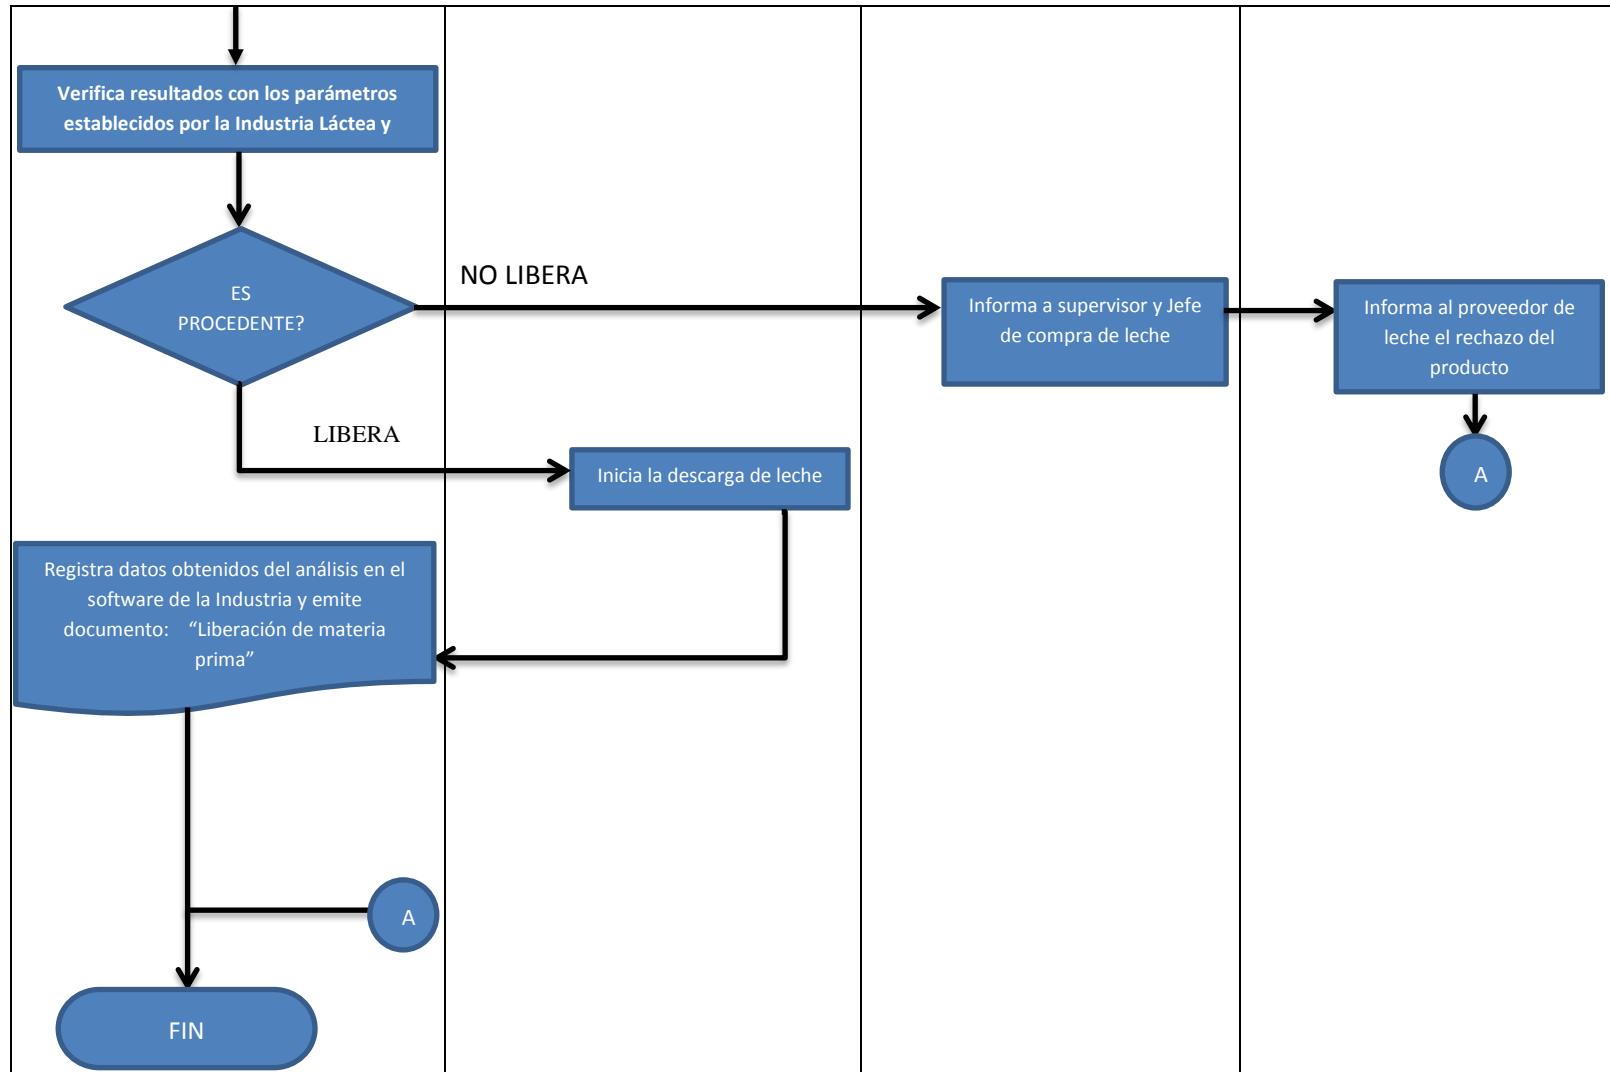 Verifica resultados con los parámetros
establecidos por la Industria Láctea y
ES
PROCEDENTE?
NO LIBERA
Informa a supervisor y Jefe
de compra de leche
Informa al proveedor de
leche el rechazo del
producto
A
LIBERA
Inicia la descarga de leche
Registra datos obtenidos del análisis en el
software de la Industria y emite
documento: “Liberación de materia
prima”
A
FIN